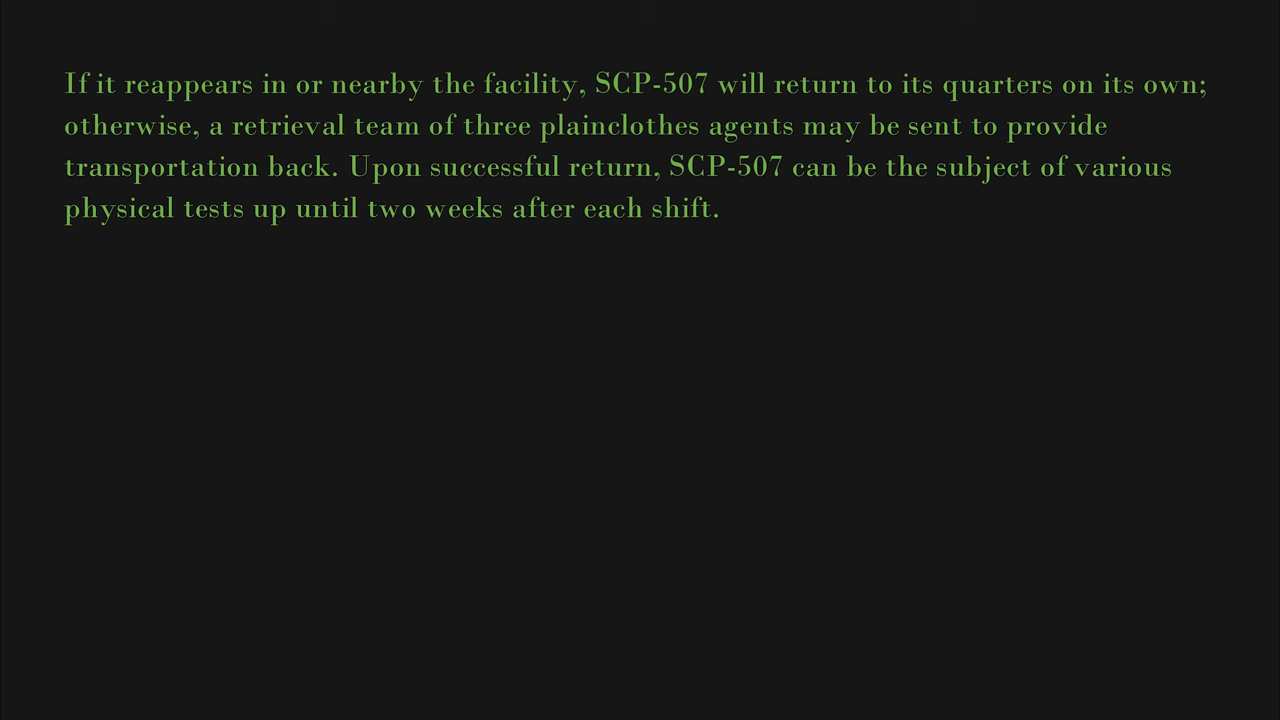 If it reappears in or nearby the facility, SCP-507 will return to its quarters on its own;
otherwise, a retrieval team of three plainclothes agents may be sent to provide
transportation back. Upon successful return, SCP-507 can be the subject of various
physical tests up until two weeks after each shift.